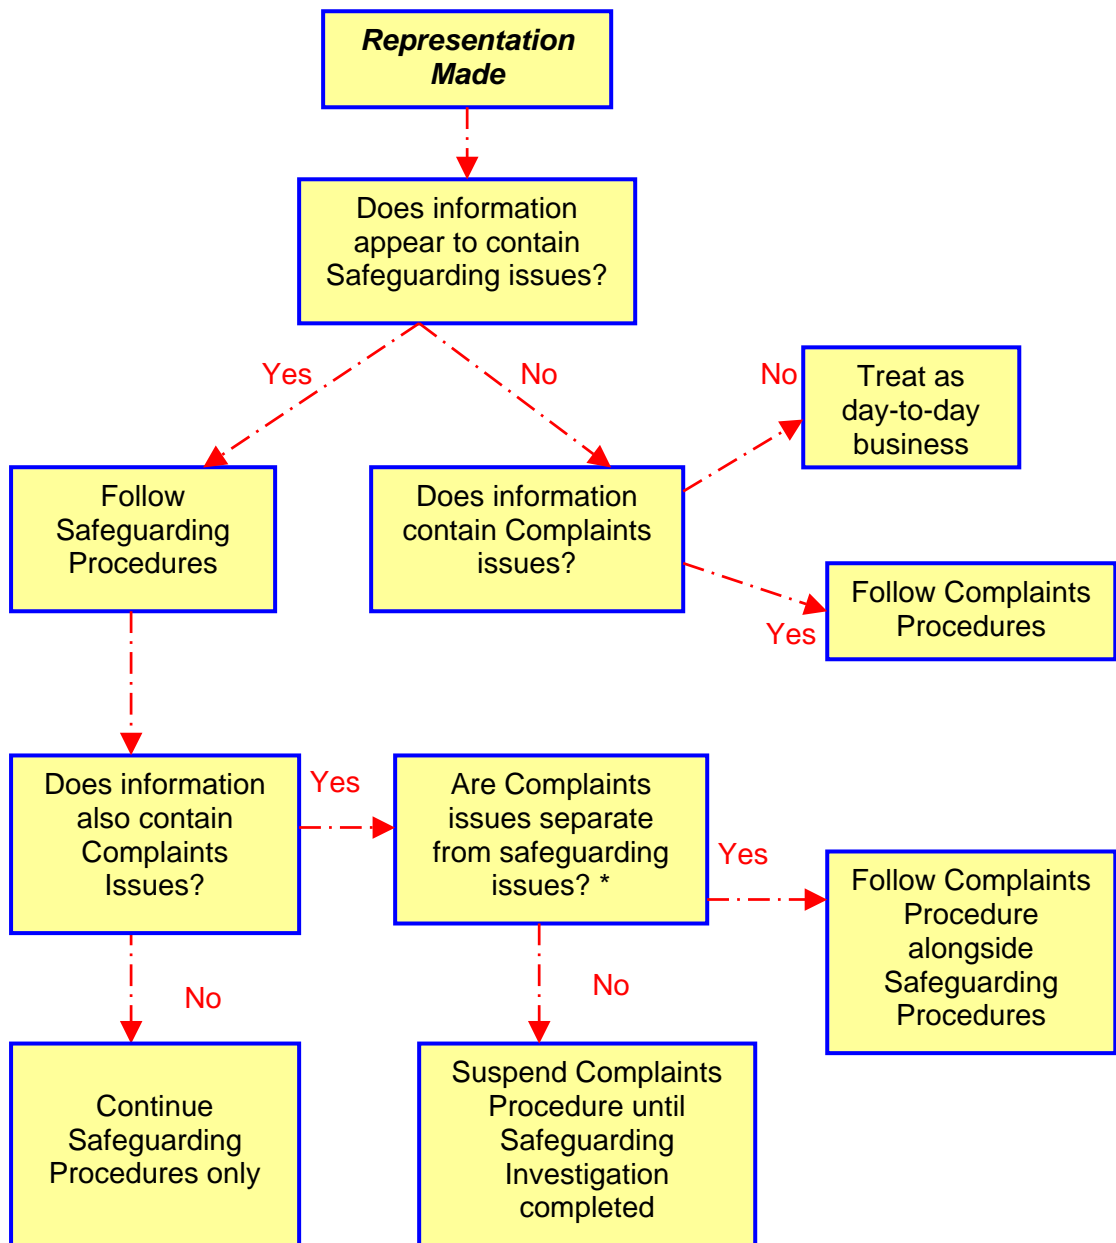 Representation
Made
Does information
appear to contain
Safeguarding issues?
Yes
No
No
Treat as
day-to-day
business
Follow
Safeguarding
Procedures
Does information
contain Complaints
issues?
Yes
Follow Complaints
Procedures
Does information
also contain
Complaints
Issues?
Yes
Are Complaints
issues separate
from safeguarding
issues? *
Yes
Follow Complaints
Procedure
alongside
Safeguarding
Procedures
No
No
Continue
Safeguarding
Procedures only
Suspend Complaints
Procedure until
Safeguarding
Investigation
completed